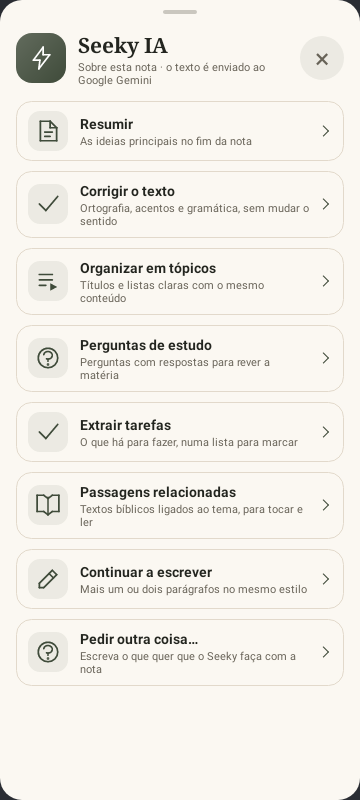 Seeky IA
Sobre esta nota · o texto é enviado ao
Google Gemini
Resumir
As ideias principais no fim da nota
Corrigir o texto
Ortografia, acentos e gramática, sem mudar o
sentido
Organizar em tópicos
Títulos e listas claras com o mesmo
conteúdo
Perguntas de estudo
Perguntas com respostas para rever a
matéria
Extrair tarefas
O que há para fazer, numa lista para marcar
Passagens relacionadas
Textos bíblicos ligados ao tema, para tocar e
ler
Continuar a escrever
Mais um ou dois parágrafos no mesmo estilo
Pedir outra coisa…
Escreva o que quer que o Seeky faça com a
nota